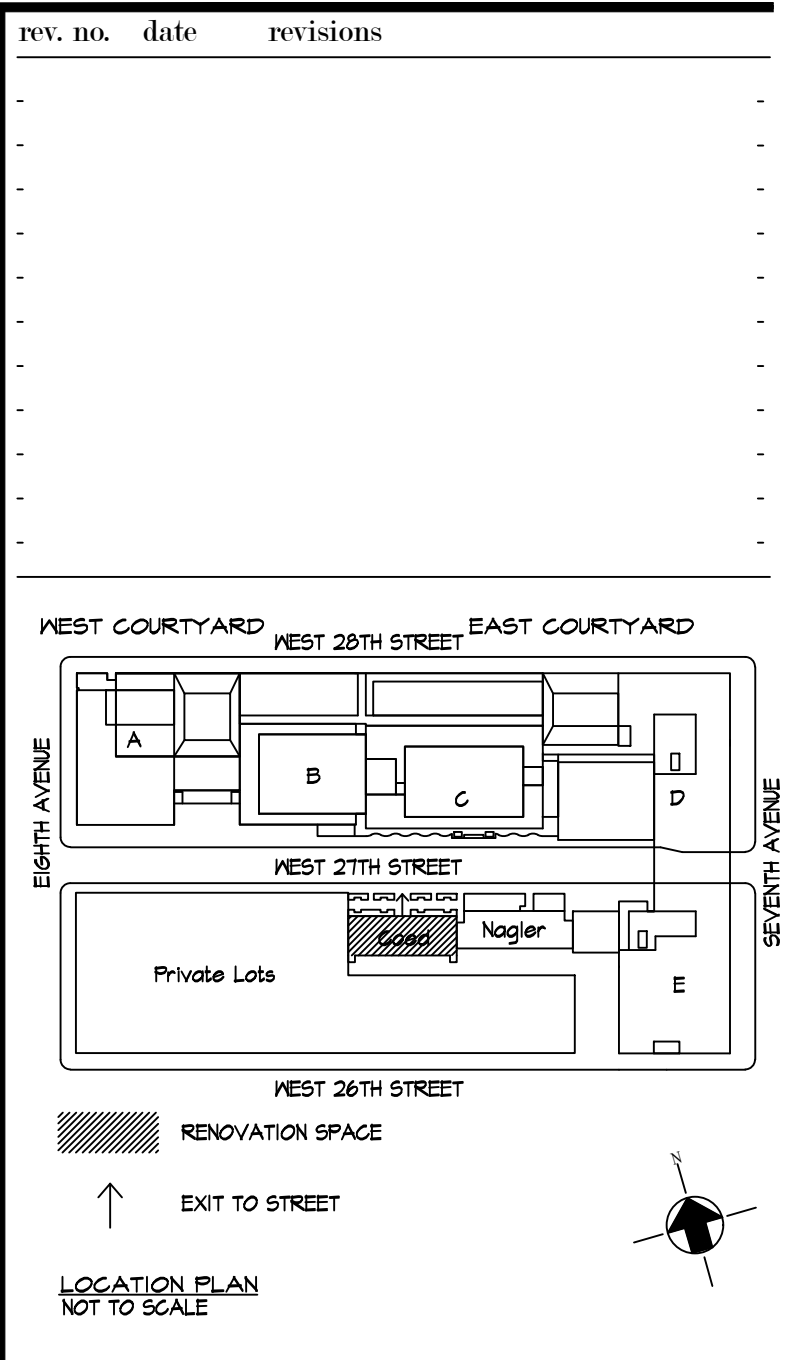 rev. no. date revisions
WEST COURTYARD
EAST COURTYARD
WEST 28TH STREET
A
B
C
D
EIGHTH AVENUE
SEVENTH AVENUE
WEST 27TH STREET
Coed
Nagler
Private Lots
E
WEST 26TH STREET
RENOVATION SPACE
N
EXIT TO STREET
LOCATION PLAN
NOT TO SCALE